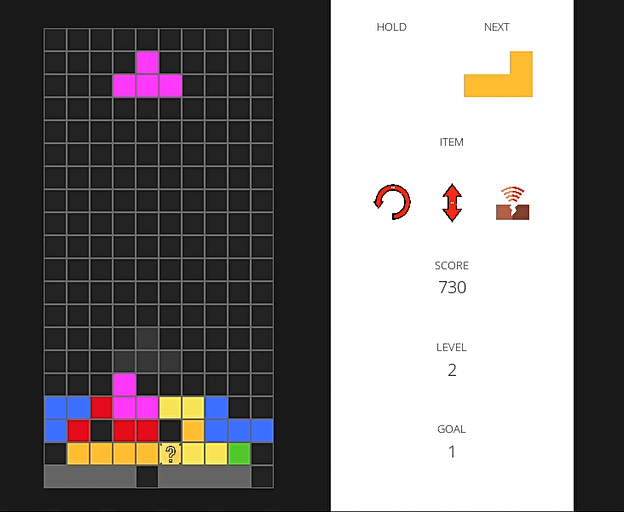 HOLD
NEXT
ITEM
SCORE
730
LEVEL
2
GOAL
1
?